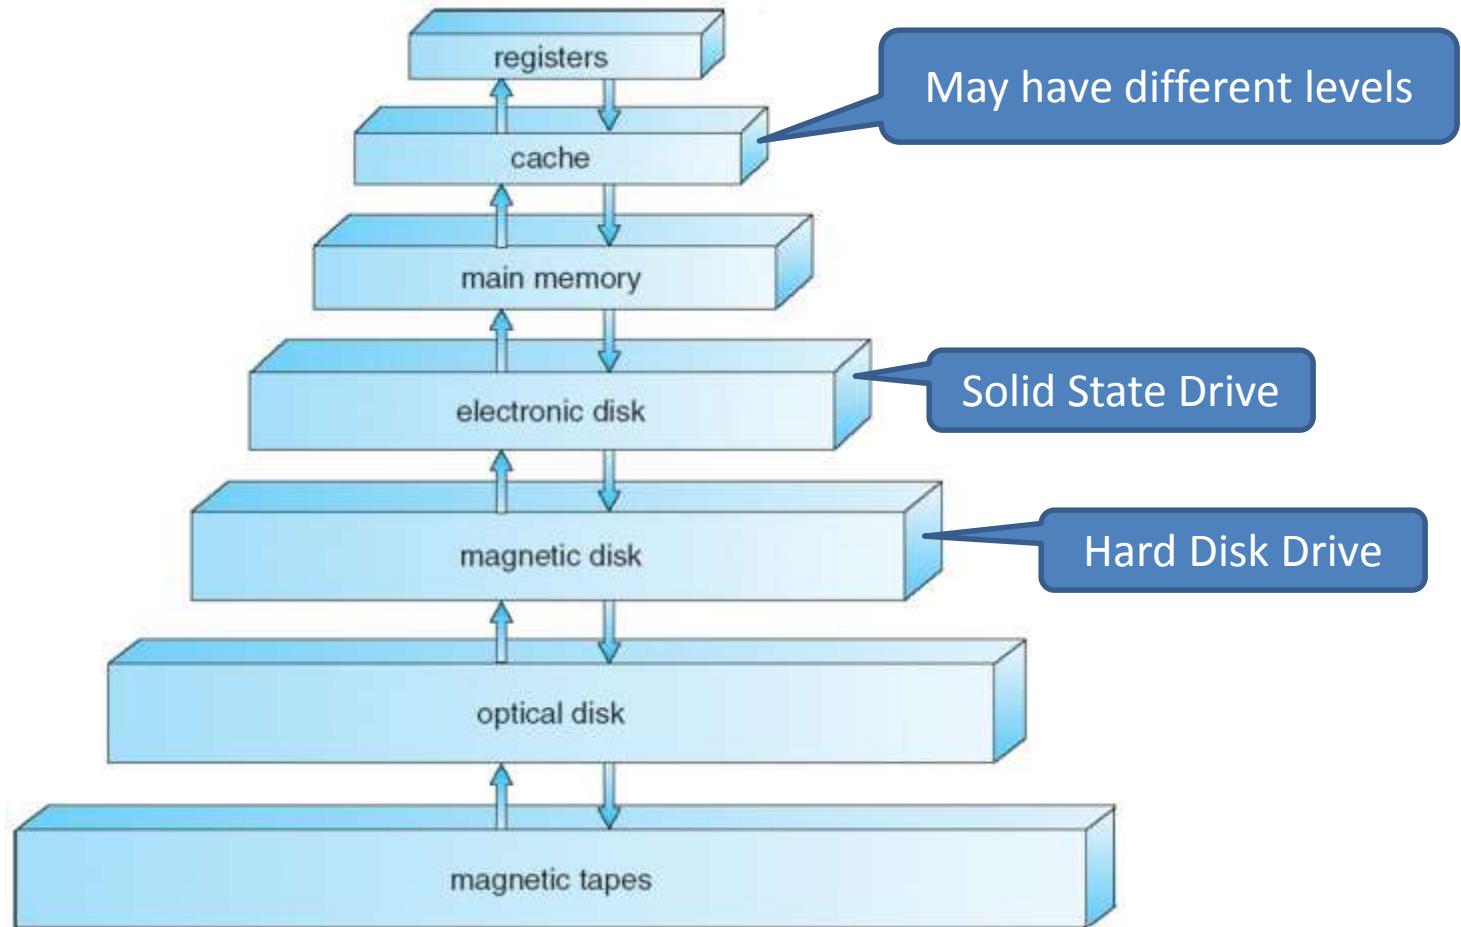 registers
May have different levels
cache
main memory
Solid State Drive
electronic disk
Hard Disk Drive
magnetic disk
optical disk
magnetic tapes